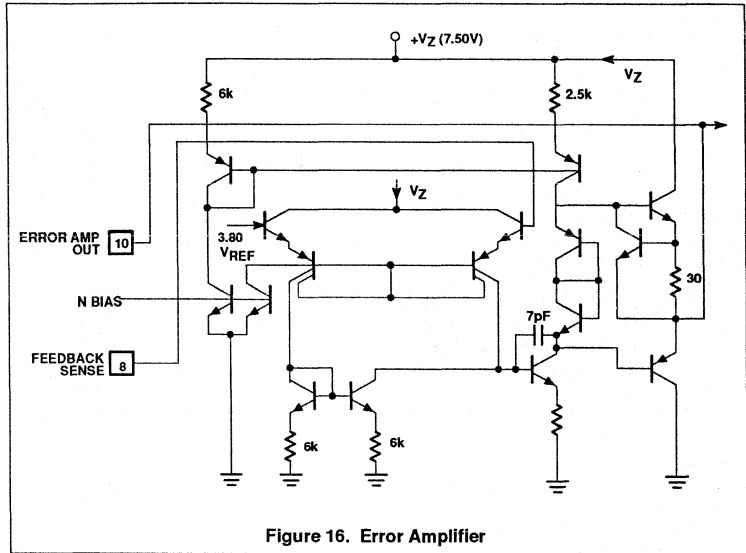 +VZ (7.50V)
6k
2.5k
VZ
VZ
ERROR AMP
OUT
10
3.80
VREF
30
N BIAS
7pF
FEEDBACK
SENSE
8
6k
6k
Figure 16. Error Amplifier